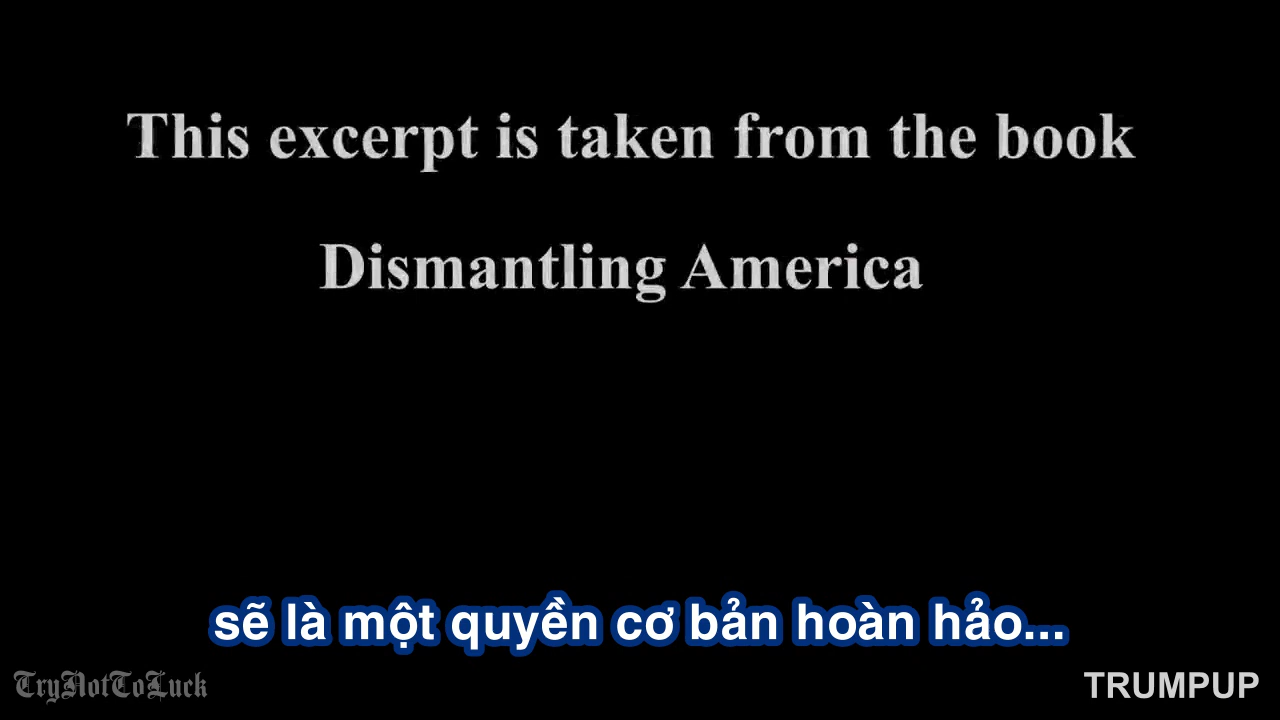 This excerpt is taken from the book
Dismantling America
sẽ là một quyền cơ bản hoàn hảo...
TryNotToLuck
TRUMPUP